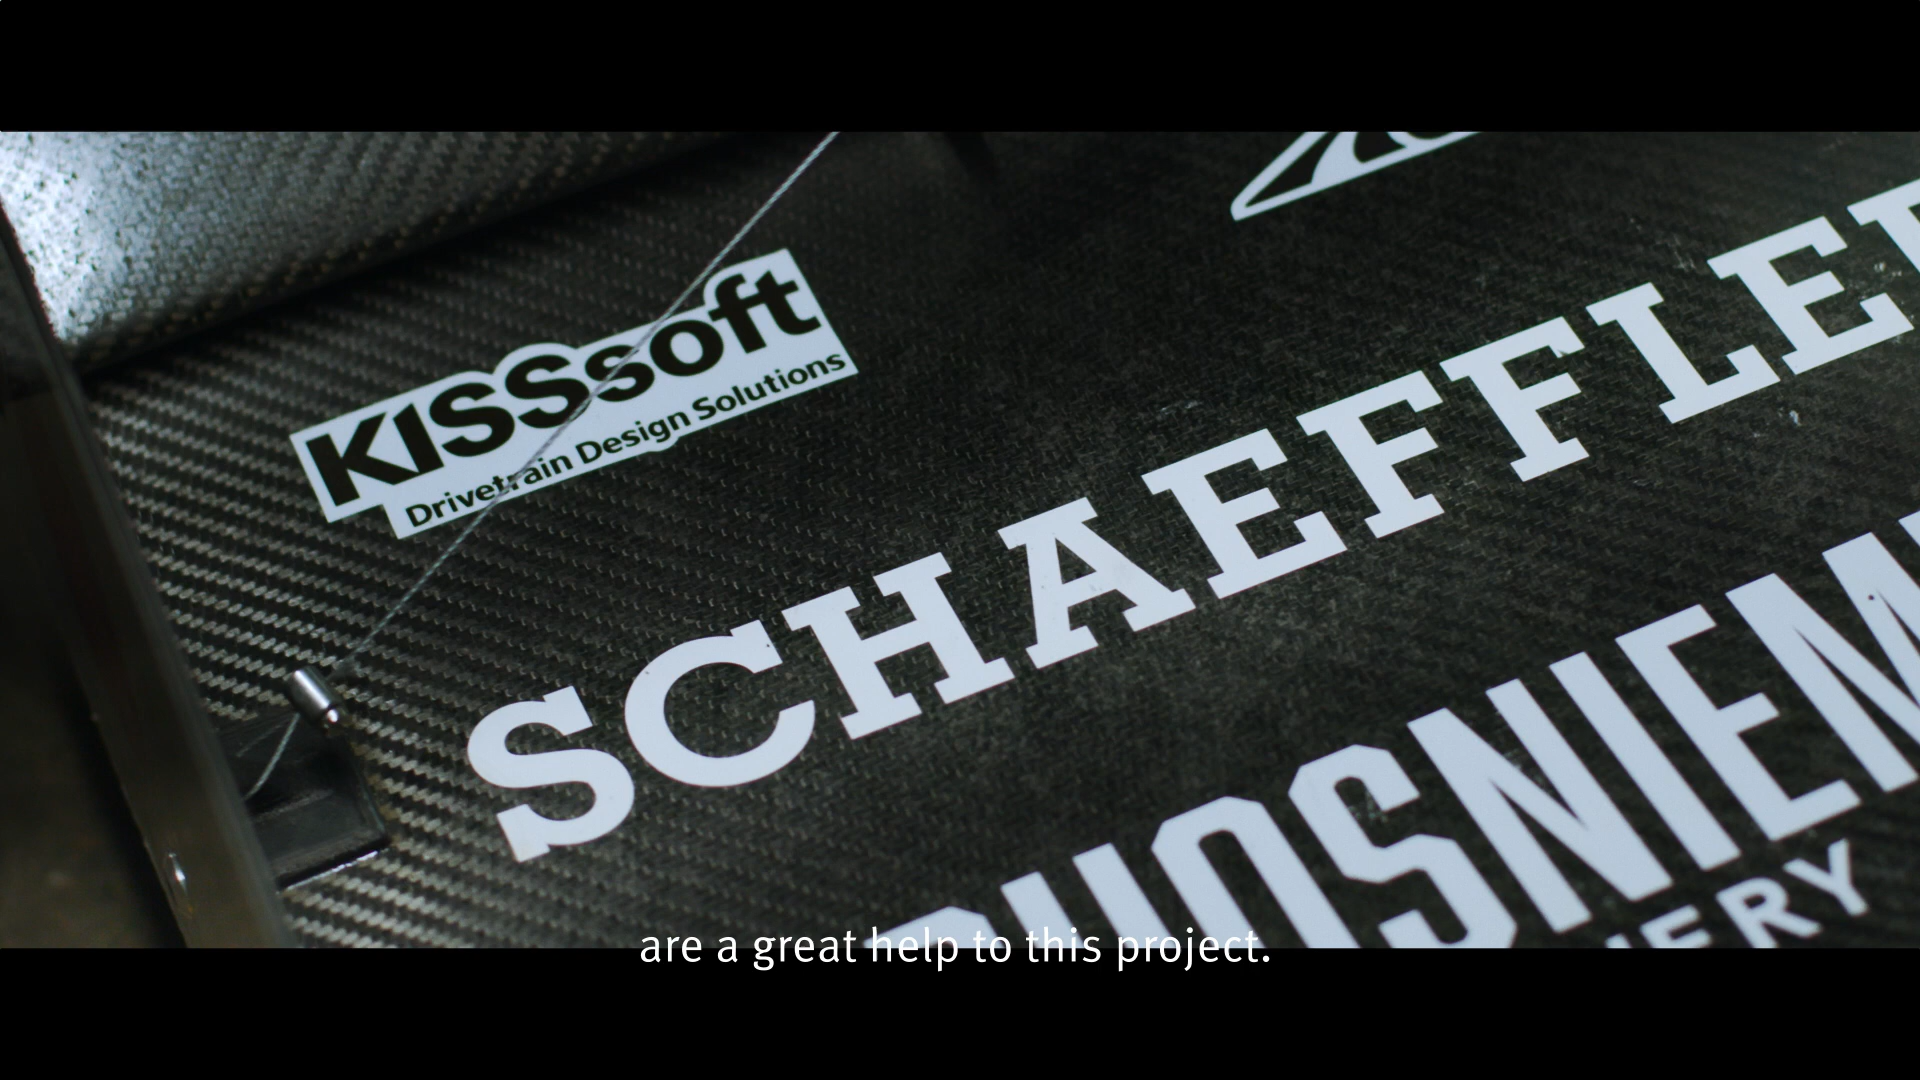 KISSsoft
Drivetrain Design Solutions
SCHAEFFLE
are a great help to this project.